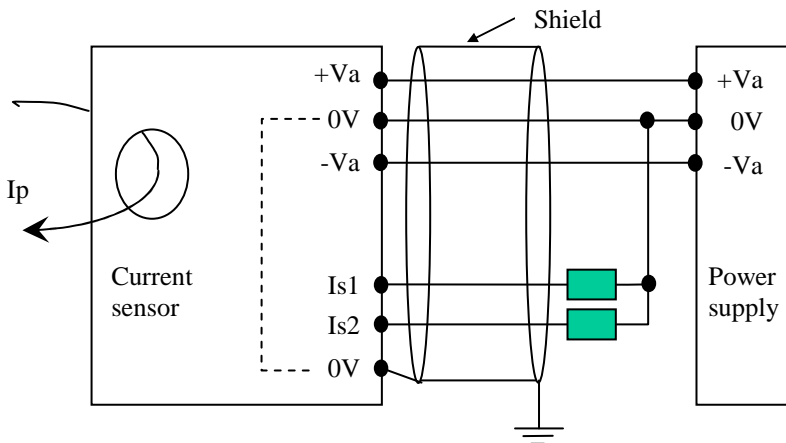 Shield
+Va
0V
-Va
Ip
Current
sensor
Is1
Is2
0V
+Va
0V
-Va
Power
supply